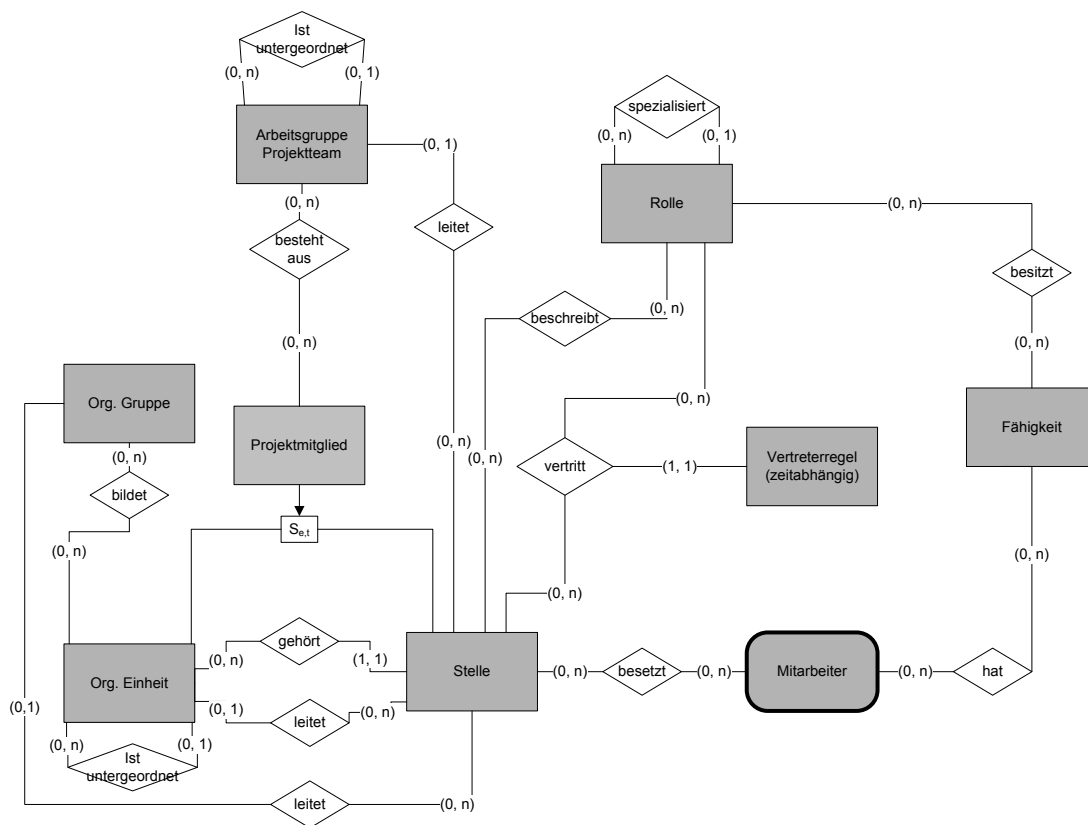 Ist
untergeordnet
(0, n)
(0, 1)
Arbeitsgruppe
Projektteam
(0, 1)
spezialisiert
(0, n)
(0, 1)
Rolle
(0, n)
(0, n)
leitet
besteht
aus
besitzt
(0, n)
beschreibt
(0, n)
(0, n)
(0, n)
Org. Gruppe
(0, n)
Projektmitglied
Fähigkeit
(0, n)
(0, n)
(0, n)
vertritt
(1, 1)
Vertreterregel
(zeitabhängig)
bildet
Se,t
(0, n)
(0, n)
(0, n)
gehört
(0, n)
(1, 1)
Org. Einheit
Stelle
(0, n)
besetzt
(0, n)
Mitarbeiter
(0, n)
hat
(0, 1)
leitet
(0, n)
(0,1)
(0, n)
(0, 1)
Ist
untergeordnet
leitet
(0, n)